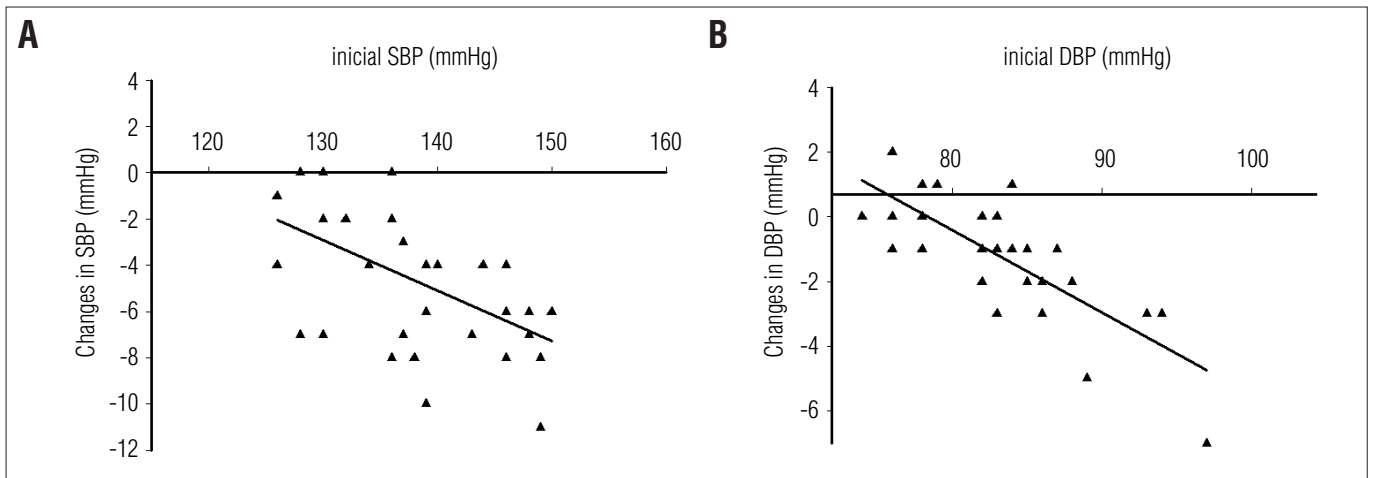 A
inicial SBP (mmHg)
Changes in SBP (mmHg)
4
2
0
-2
-4
-6
-8
-10
-12
120 130 140 150 160
B
inicial DBP (mmHg)
Changes in DBP (mmHg)
4
2
0
-2
-4
-6
80 90 100